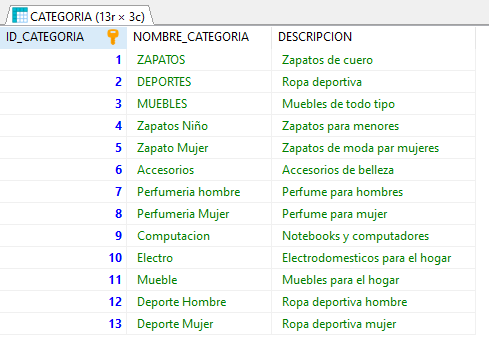 CATEGORIA (13r × 3c)
ID_CATEGORIA NOMBRE_CATEGORIA DESCRIPCION
1 ZAPATOS Zapatos de cuero
2 DEPORTES Ropa deportiva
3 MUEBLES Muebles de todo tipo
4 Zapatos Niño Zapatos para menores
5 Zapato Mujer Zapatos de moda par mujeres
6 Accesorios Accesorios de belleza
7 Perfumeria hombre Perfume para hombres
8 Perfumeria Mujer Perfume para mujer
9 Computacion Notebooks y computadores
10 Electro Electrodomesticos para el hogar
11 Mueble Muebles para el hogar
12 Deporte Hombre Ropa deportiva hombre
13 Deporte Mujer Ropa deportiva mujer